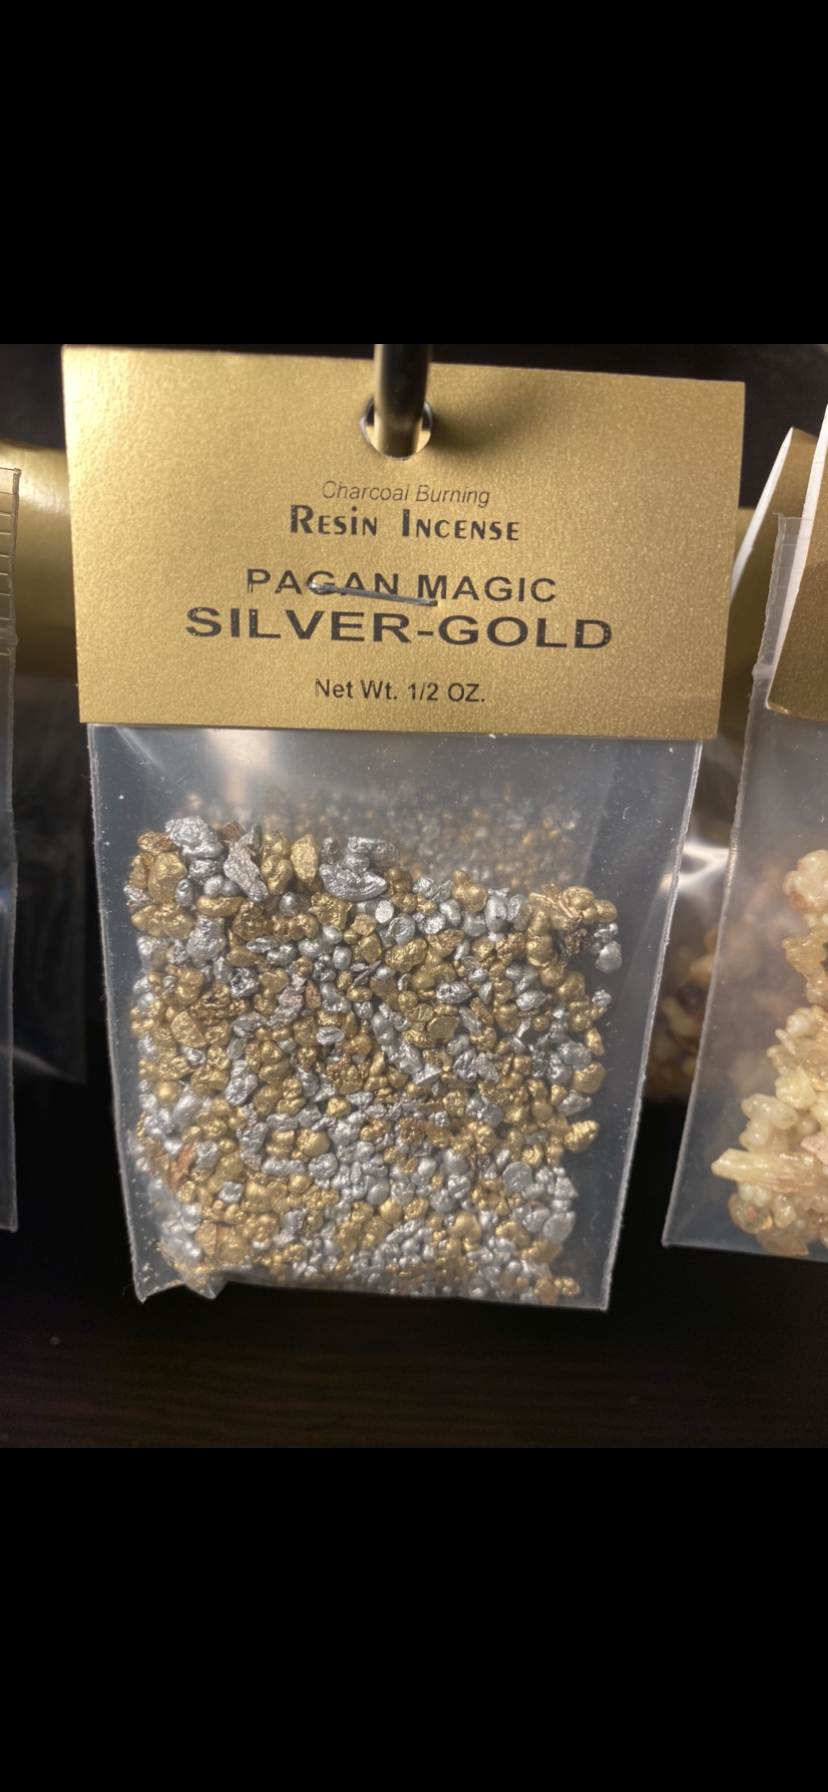 Charcoal Burning
RESIN INCENSE
PAGAN MAGIC
SILVER-GOLD
Net Wt. 1/2 OZ.